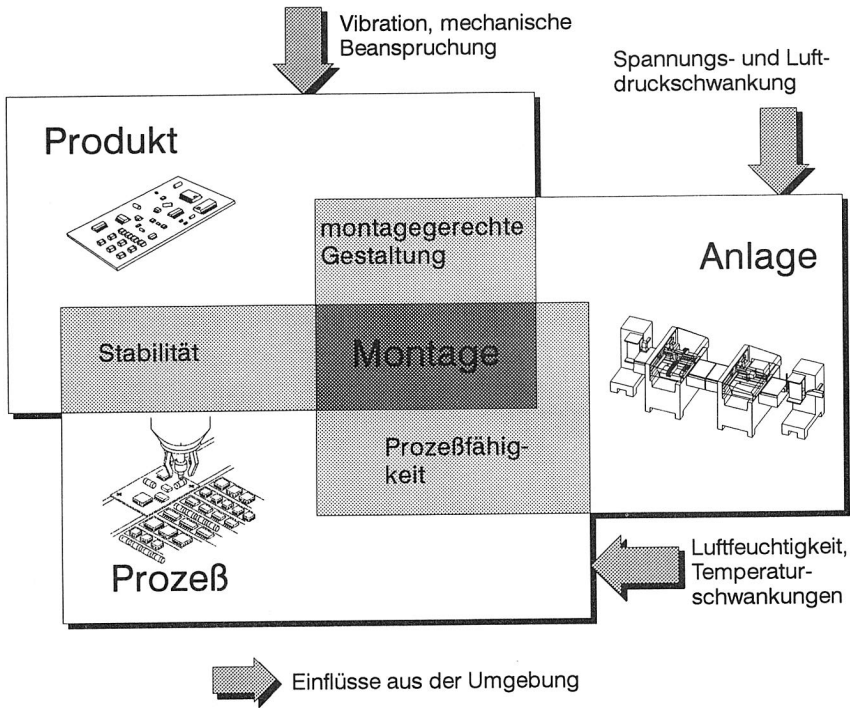 Vibration, mechanische
Beanspruchung
Spannungs- und Luft-
druckschwankung
Produkt
montagegerechte
Gestaltung
Anlage
Stabilität
Montage
Prozeßfähig-
keit
Prozeß
Luftfeuchtigkeit,
Temperatur-
schwankungen
Einflüsse aus der Umgebung